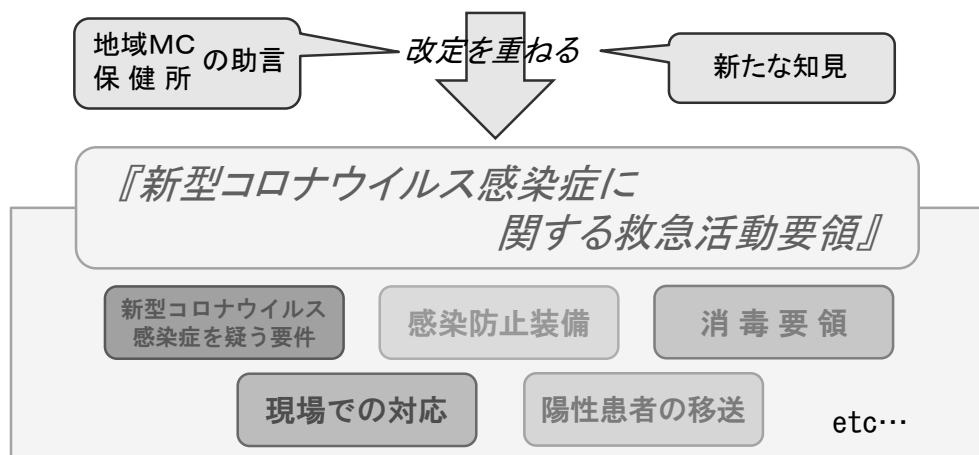 地域MC
保健所
の助言
改定を重ねる
新たな知見
『新型コロナウイルス感染症に
関する救急活動要領』
新型コロナウイルス
感染症を疑う要件
感染防止装備
消毒要領
現場での対応
陽性患者の移送
etc…